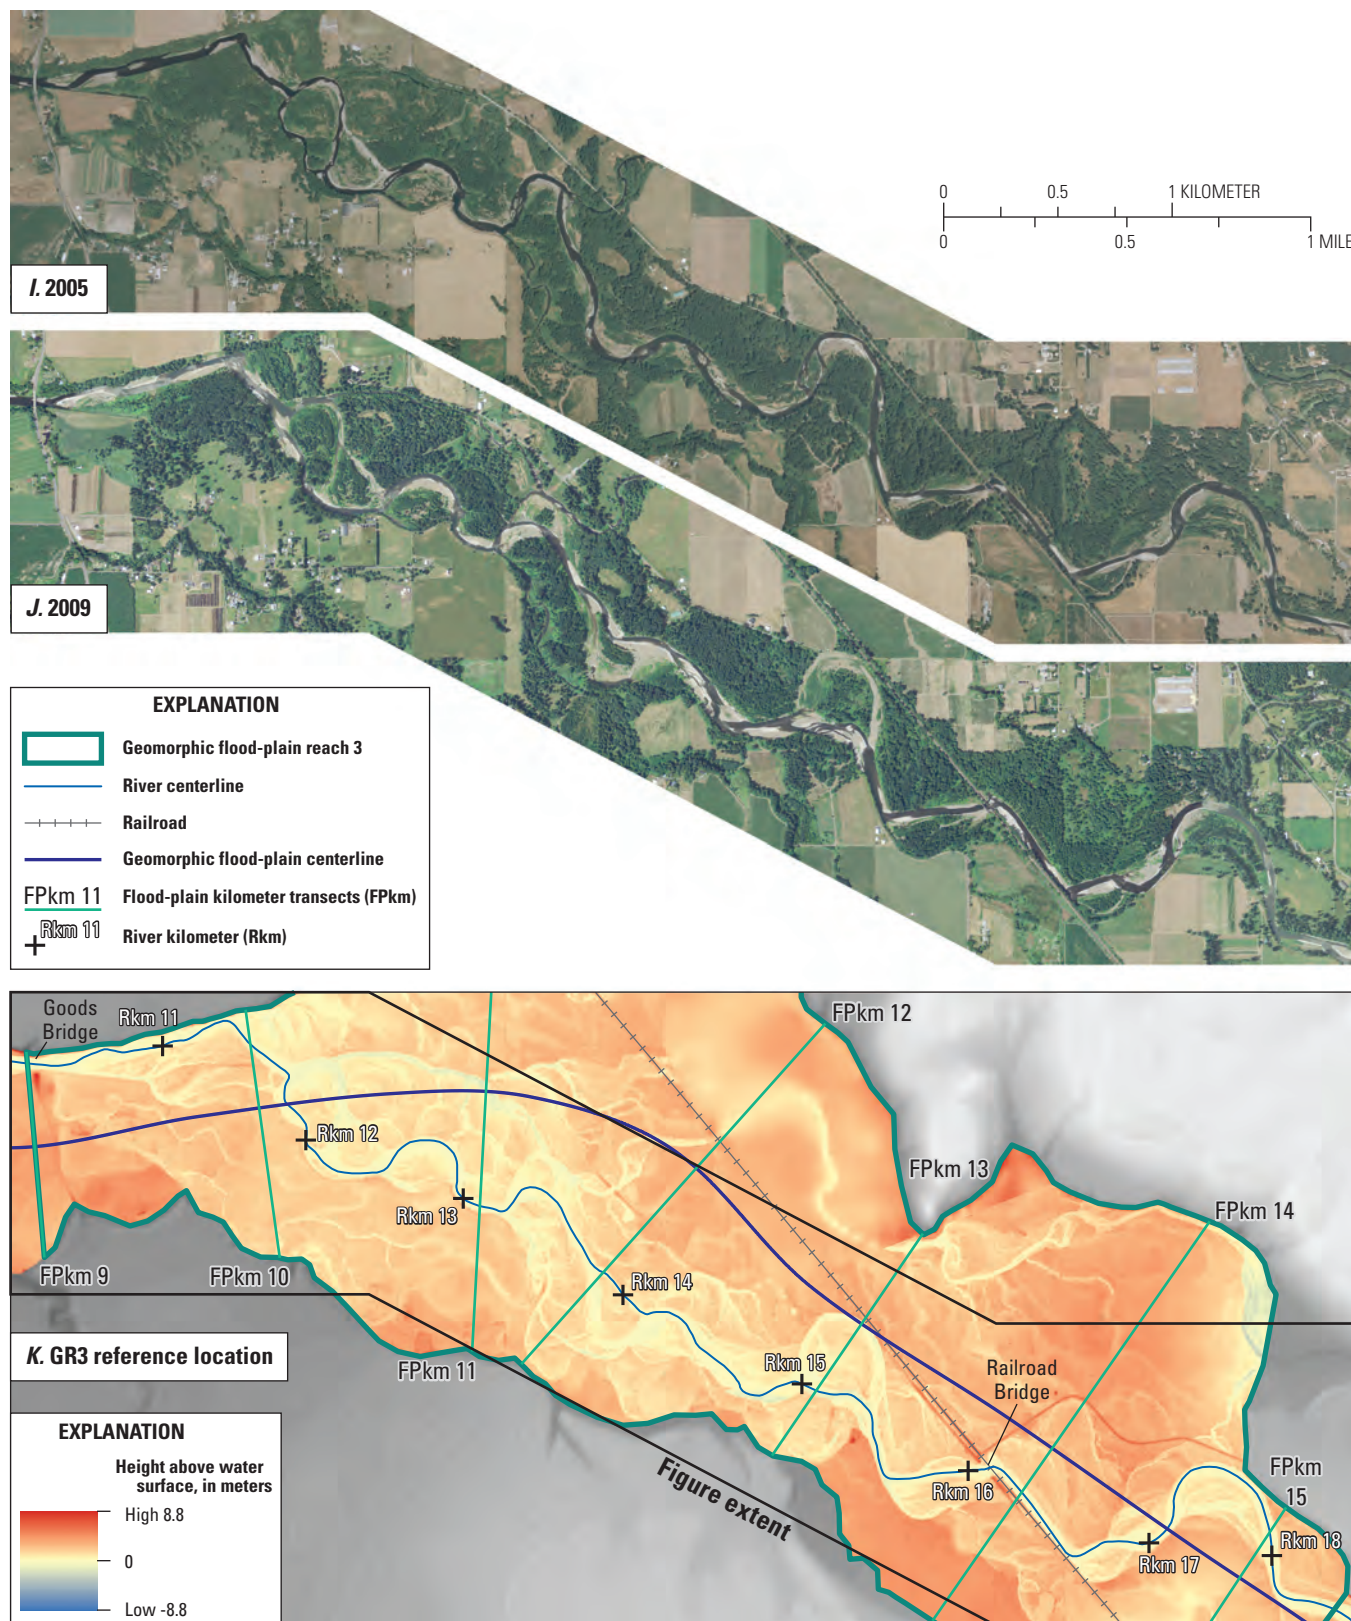 0 0.5 1 KILOMETER
0 0.5 1 MILE
I. 2005
J. 2009
EXPLANATION
Geomorphic flood-plain reach 3
River centerline
Railroad
Geomorphic flood-plain centerline
FPkm 11 Flood-plain kilometer transects (FPkm)
Rkm 11 River kilometer (Rkm)
Goods
Bridge
Rkm 11
FPkm 12
Rkm 12
FPkm 13
Rkm 13
FPkm 14
FPkm 9
FPkm 10
Rkm 14
K. GR3 reference location
FPkm 11
Rkm 15
Railroad
Bridge
EXPLANATION
Height above water
surface, in meters
High 8.8
0
Low -8.8
Figure extent
Rkm 16
FPkm
15
Rkm 17
Rkm 18